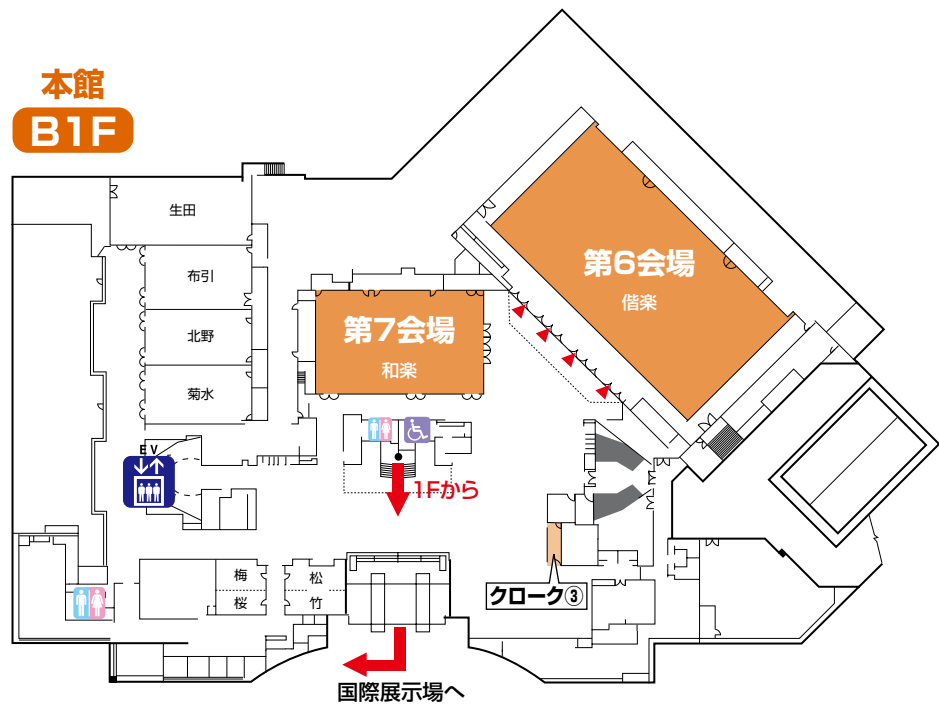 本館
B1F
生田
布引
北野
菊水
第6会場
偕楽
第7会場
和楽
EV
1Fから
梅
桜
松
竹
クローク③
国際展示場へ